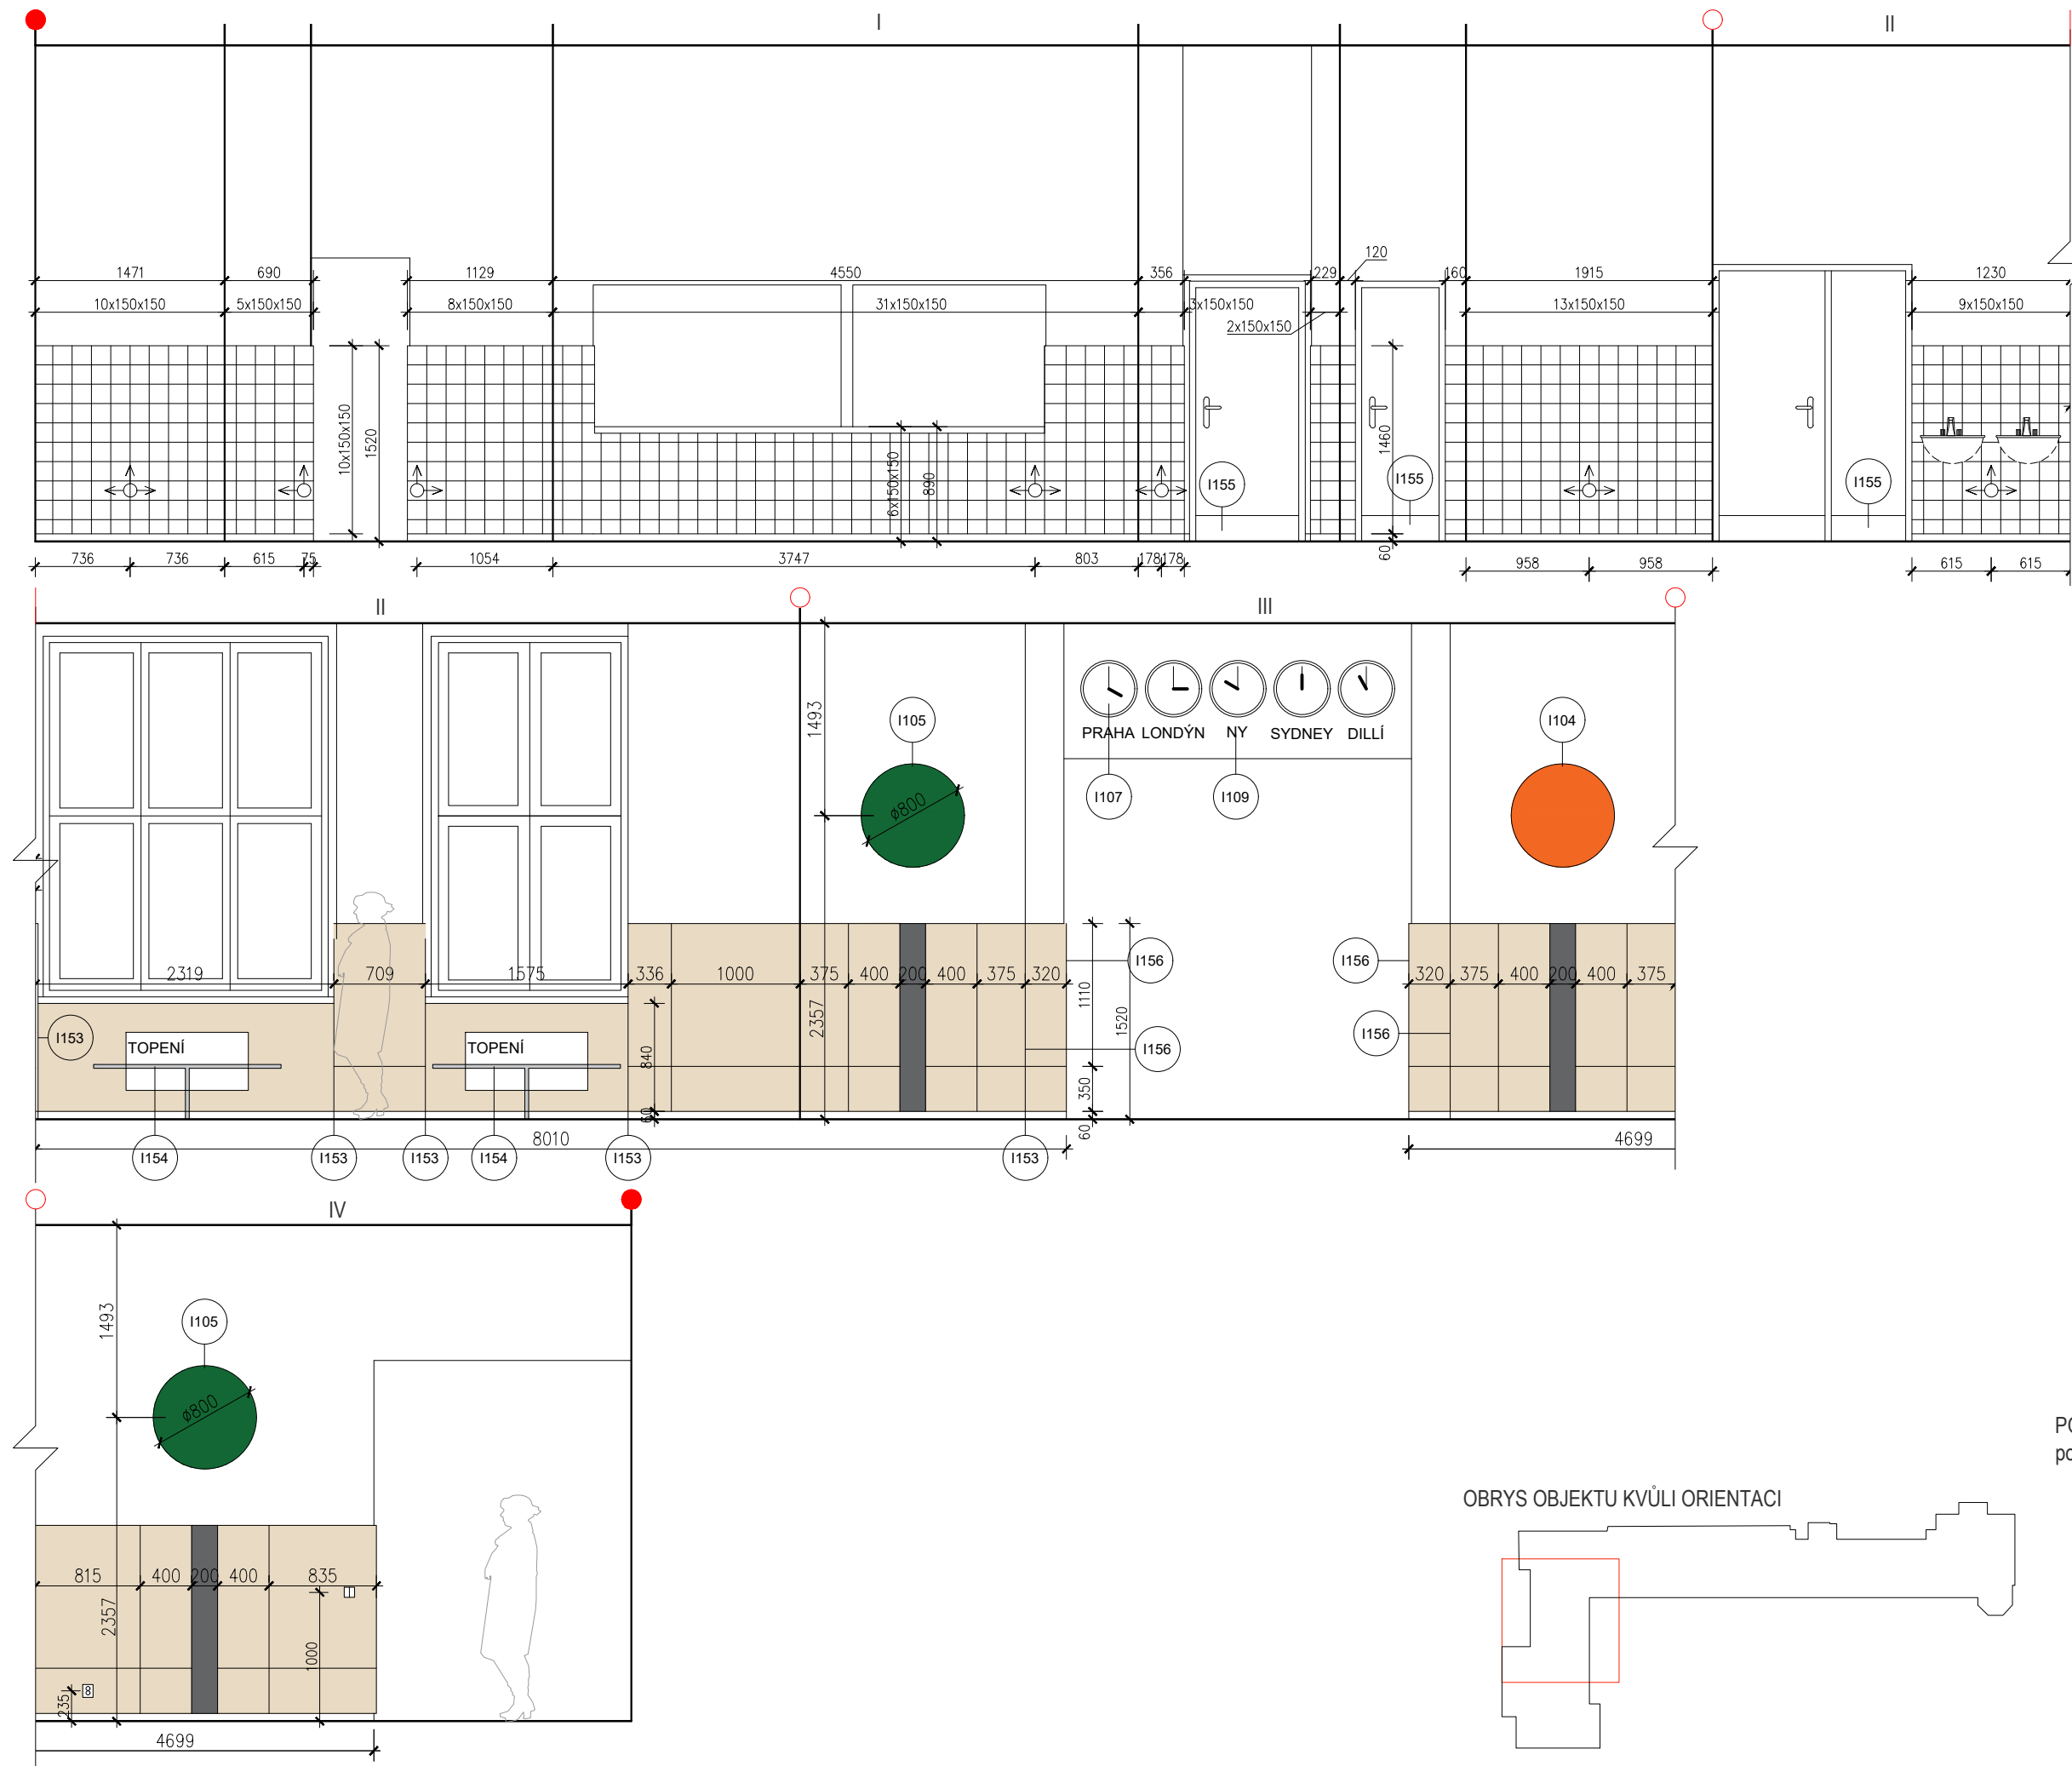 I
II
120
1471
690
1129
4550
356
229
160
1915
1230
10x150x150
5x150x150
8x150x150
31x150x150
3x150x150
13x150x150
9x150x150
2x150x150
10x150x150
1520
6x150x150
890
1460
I155
I155
I155
60
736
736
615
75
1054
3747
803
178
178
958
958
615
615
II
III
1493
I105
I104
PRAHA
LONDÝN
NY
SYDNEY
DILLÍ
I107
I109
ø800
2319
709
1575
336
1000
375
400
200
400
375
320
I156
I156
320
375
400
200
400
375
1110
1520
2357
840
I153
TOPENÍ
TOPENÍ
I156
I156
350
60
60
8010
4699
I154
I153
I153
I154
I153
I153
IV
1493
I105
ø800
815
400
200
400
835
2357
1000
235
8
4699
OBRYS OBJEKTU KVŮLI ORIENTACI